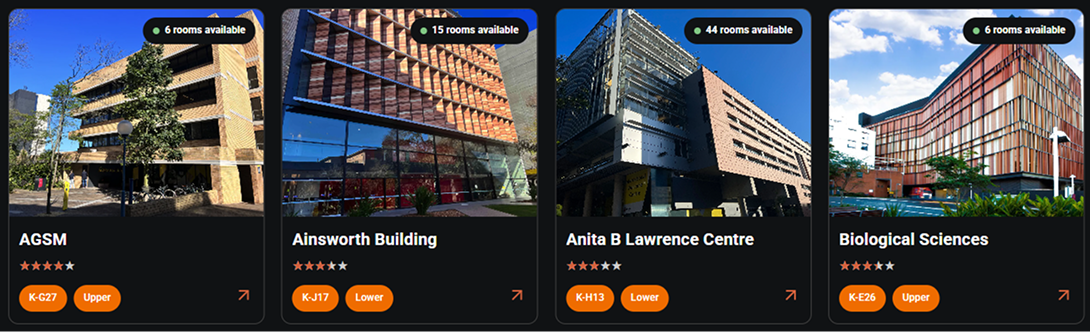 6 rooms available
AGSM
K-G27 Upper
15 rooms available
Ainsworth Building
K-J17 Lower
44 rooms available
Anita B Lawrence Centre
K-H13 Lower
6 rooms available
Biological Sciences
K-E26 Upper